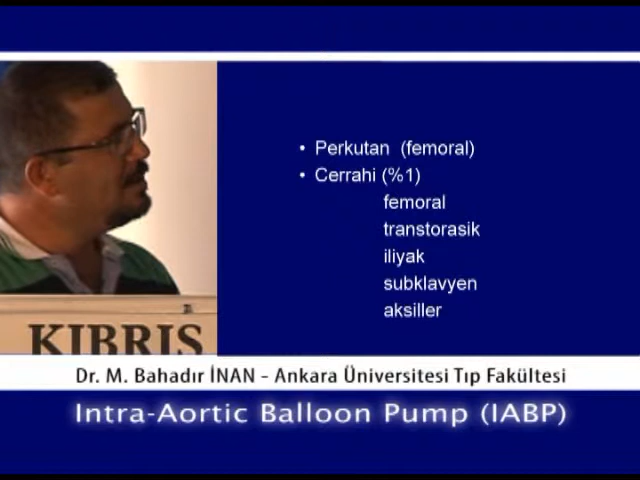 • Perkutan (femoral)
• Cerrahi (%1)
femoral
transtorasik
iliyak
subklavyen
aksiller
KIBRIS
Dr. M. Bahadır İNAN - Ankara Üniversitesi Tıp Fakültesi
Intra-Aortic Balloon Pump (IABP)